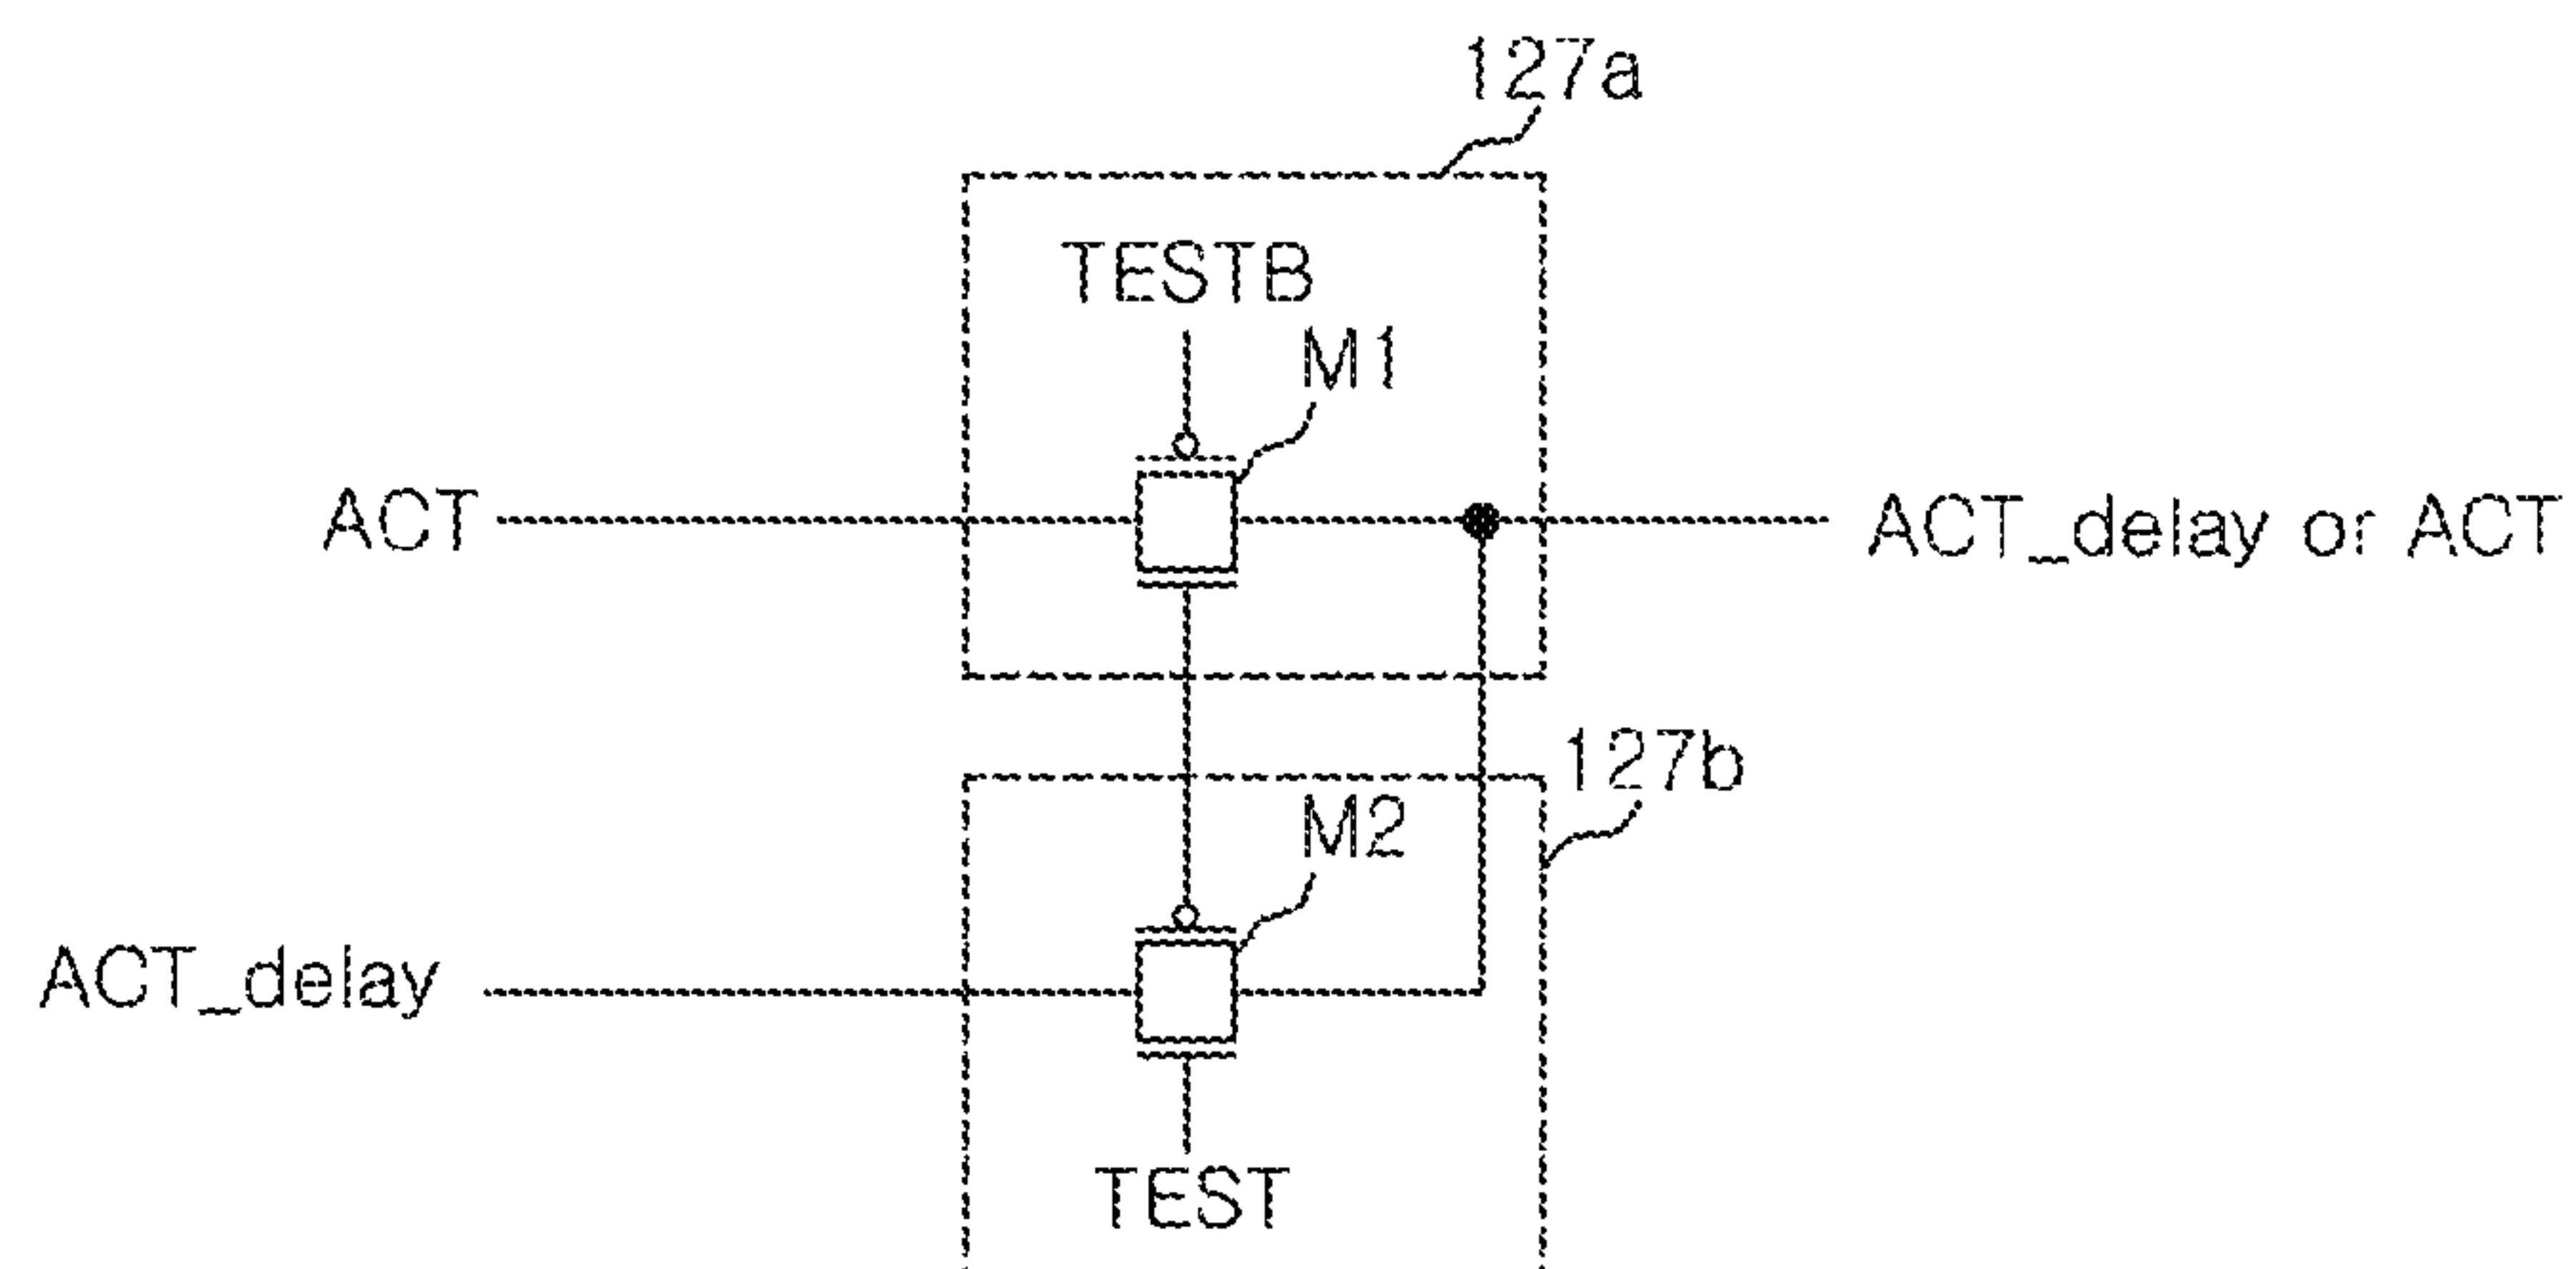 127a
TESTB
M1
ACT
ACT_delay or ACT
127b
M2
ACT_delay
TEST